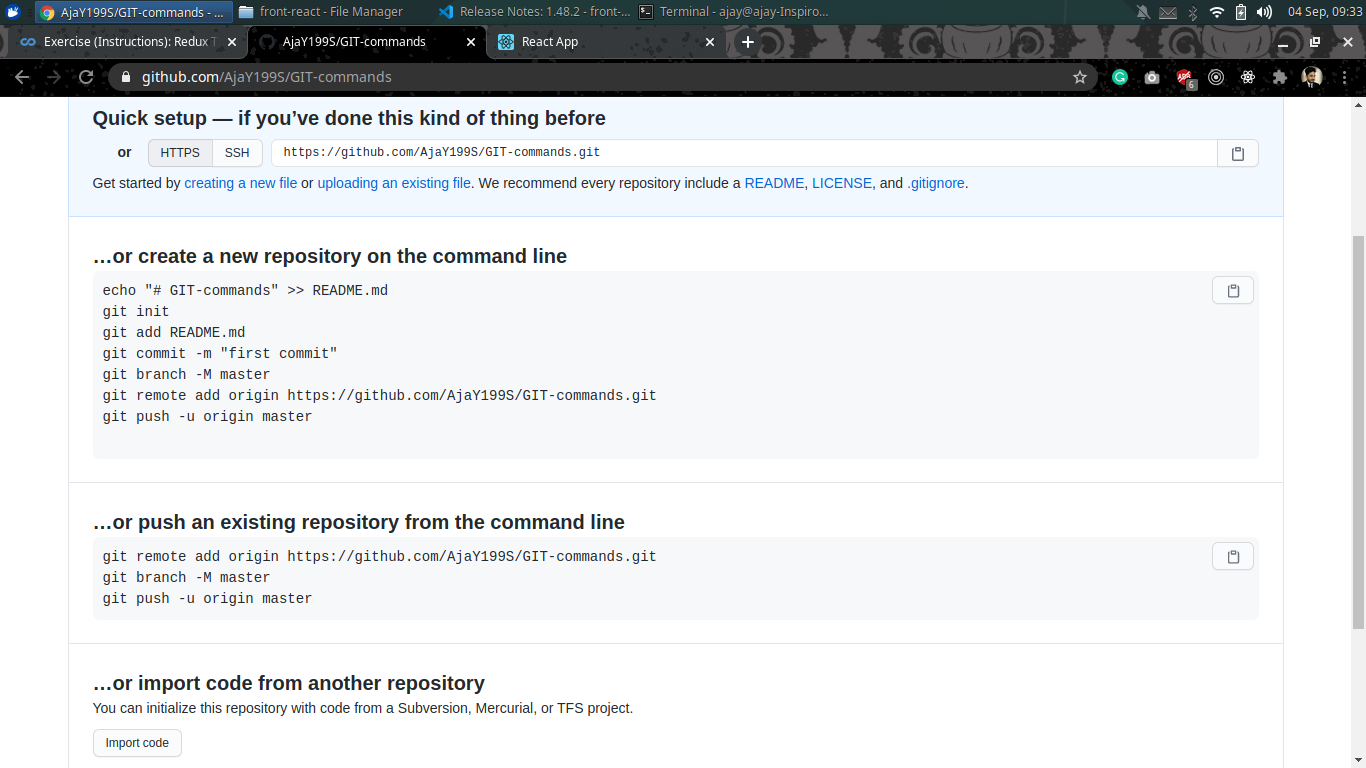 AjaY199S/GIT-commands - ...
front-react - File Manager
Release Notes: 1.48.2 - front-...
Terminal - ajay@ajay-Inspiro...
04 Sep, 09:33
Exercise (Instructions): Redux T
AjaY199S/GIT-commands
React App
github.com/AjaY199S/GIT-commands
6
Quick setup — if you've done this kind of thing before
or
HTTPS
SSH
https://github.com/AjaY199S/GIT-commands.git
Get started by creating a new file or uploading an existing file. We recommend every repository include a README, LICENSE, and .gitignore.
…or create a new repository on the command line
echo "# GIT-commands" >> README.md
git init
git add README.md
git commit -m "first commit"
git branch -M master
git remote add origin https://github.com/AjaY199S/GIT-commands.git
git push -u origin master
…or push an existing repository from the command line
git remote add origin https://github.com/AjaY199S/GIT-commands.git
git branch -M master
git push -u origin master
…or import code from another repository
You can initialize this repository with code from a Subversion, Mercurial, or TFS project.
Import code